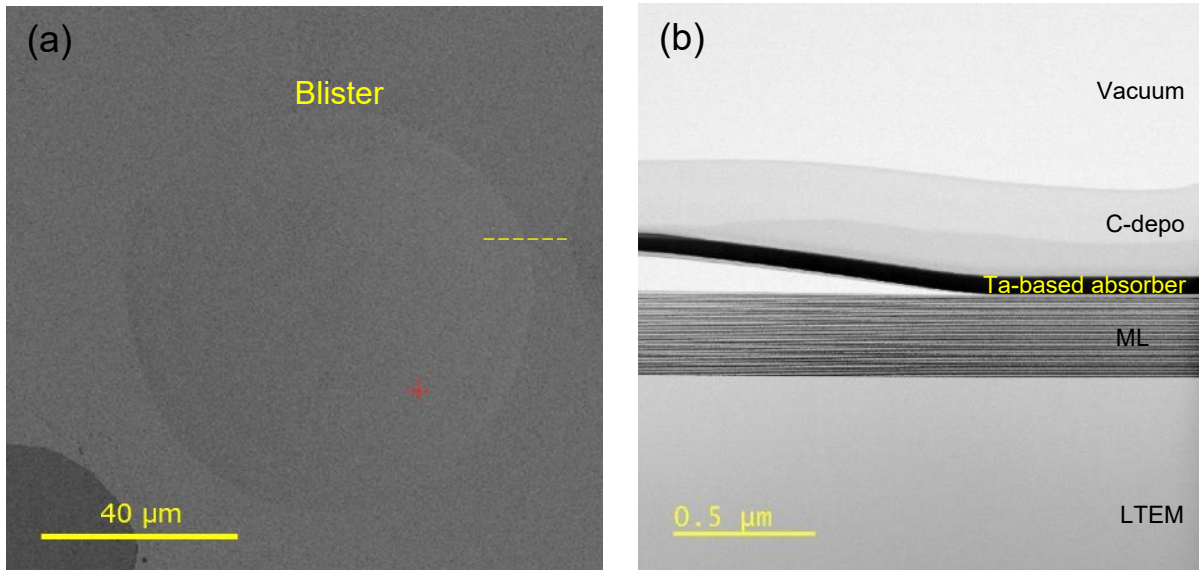 (a)
Blister
40 µm
(b)
Vacuum
C-depo
Ta-based absorber
ML
0.5 µm
LTEM